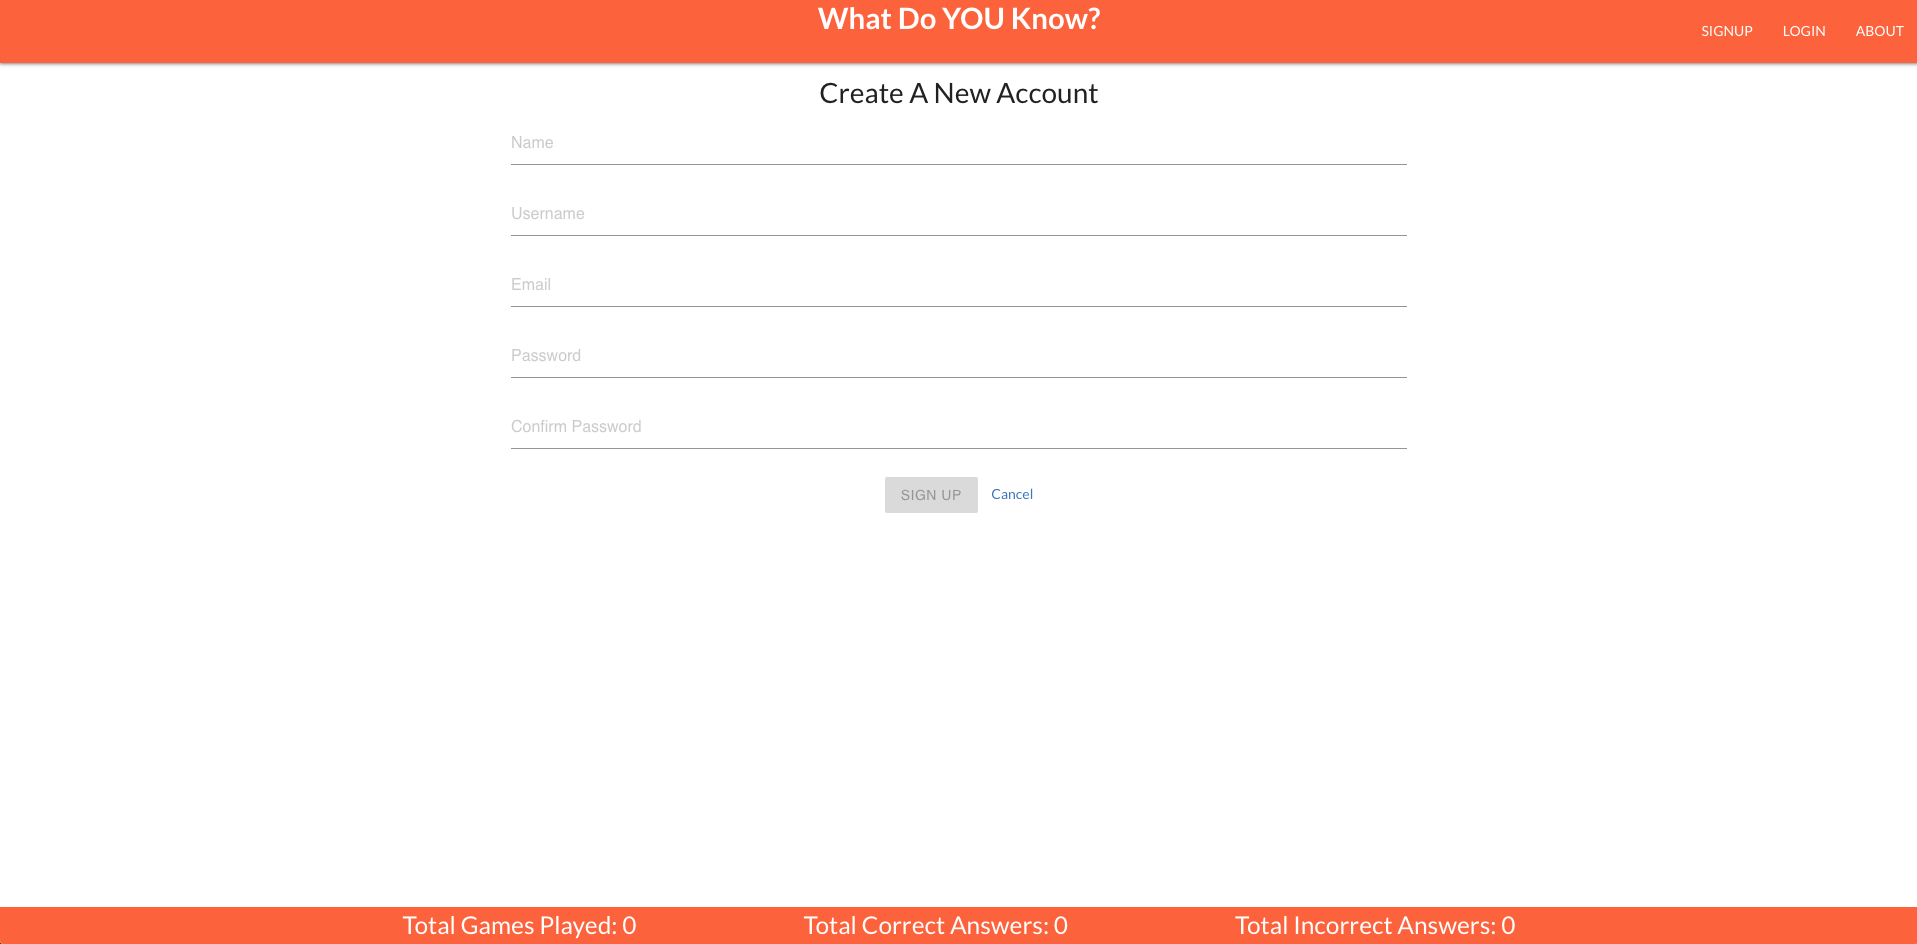 What Do YOU Know?
SIGNUP LOGIN ABOUT
Create A New Account
Name
Username
Email
Password
Confirm Password
SIGN UP Cancel
Total Games Played: 0 Total Correct Answers: 0 Total Incorrect Answers: 0